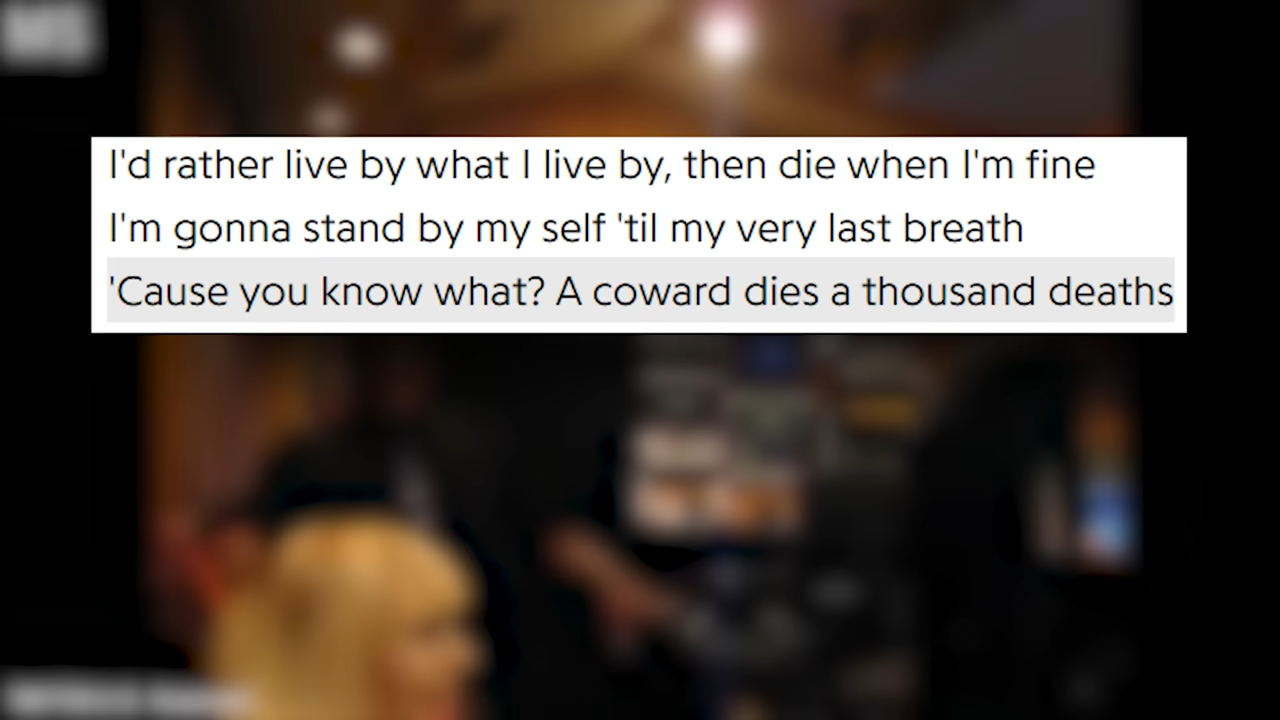 I'd rather live by what I live by, then die when I'm fine
I'm gonna stand by my self 'til my very last breath
'Cause you know what? A coward dies a thousand deaths